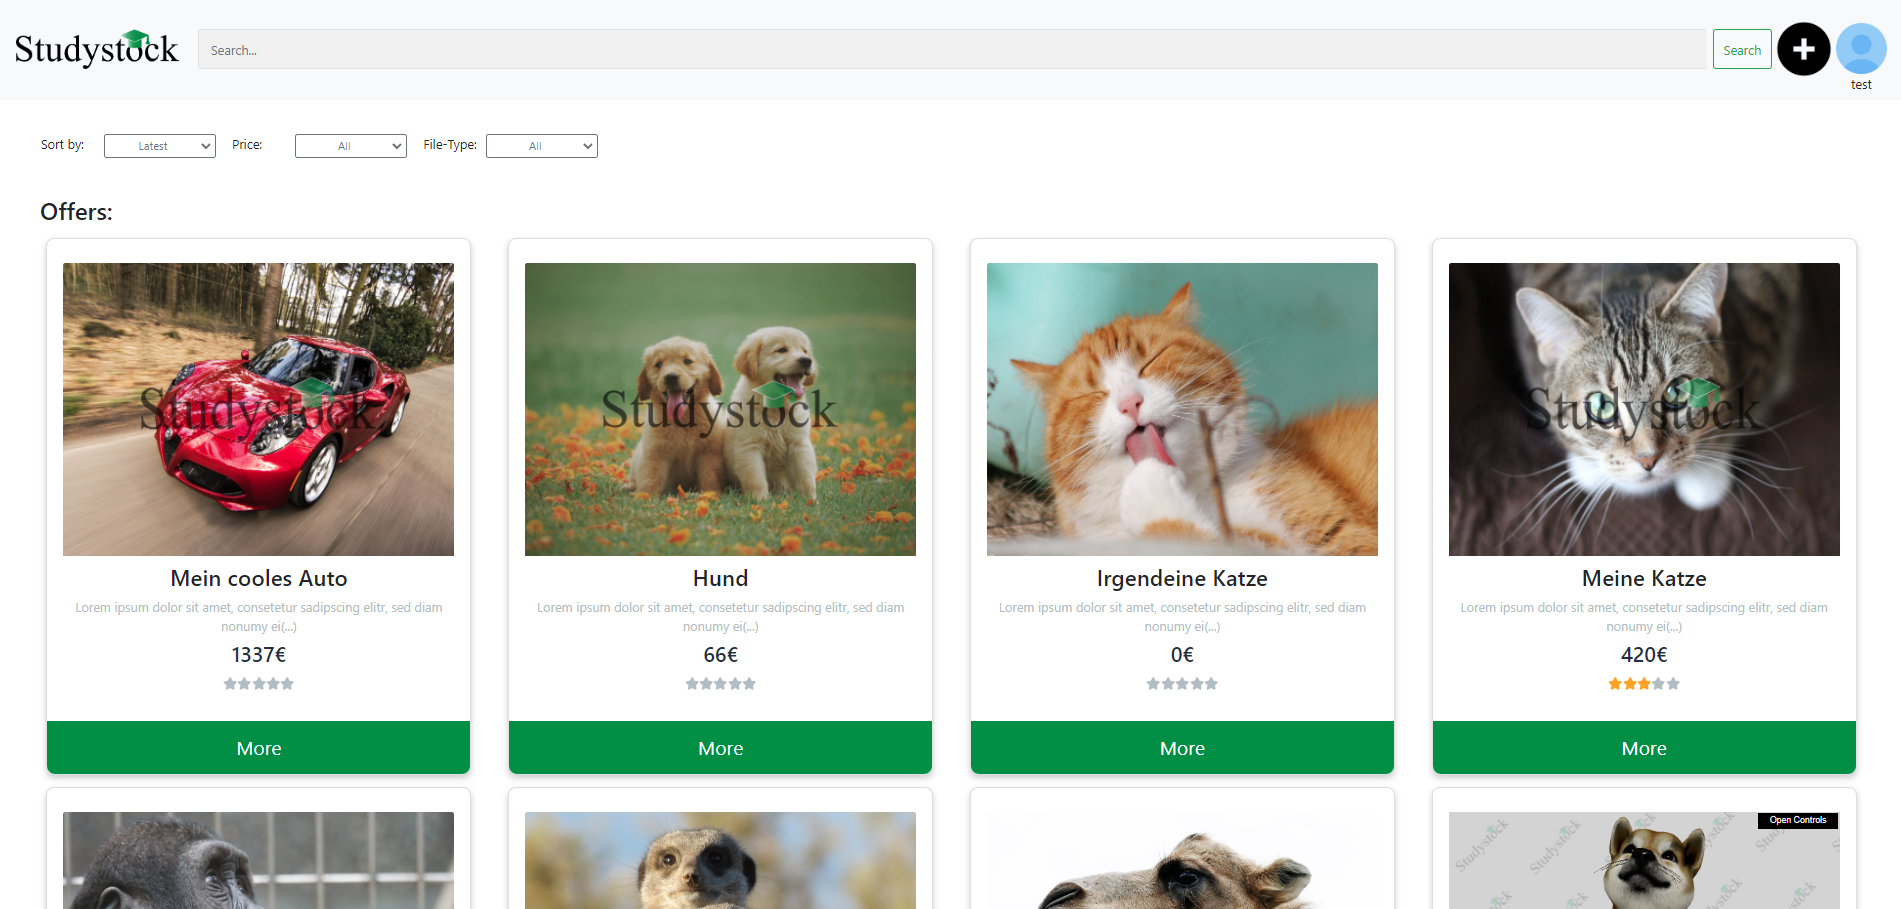 Studystock
Search...
Search
test
Sort by:
Latest
Price:
All
File-Type:
All
Offers:
Studystock
Studystock
Studystock
Mein cooles Auto
Lorem ipsum dolor sit amet, consetetur sadipscing elitr, sed diam
nonumy ei(...)
1337€
More
Hund
Lorem ipsum dolor sit amet, consetetur sadipscing elitr, sed diam
nonumy ei(...)
66€
More
Irgendeine Katze
Lorem ipsum dolor sit amet, consetetur sadipscing elitr, sed diam
nonumy ei(...)
0€
More
Meine Katze
Lorem ipsum dolor sit amet, consetetur sadipscing elitr, sed diam
nonumy ei(...)
420€
More
Open Controls
Studystock
Studystock